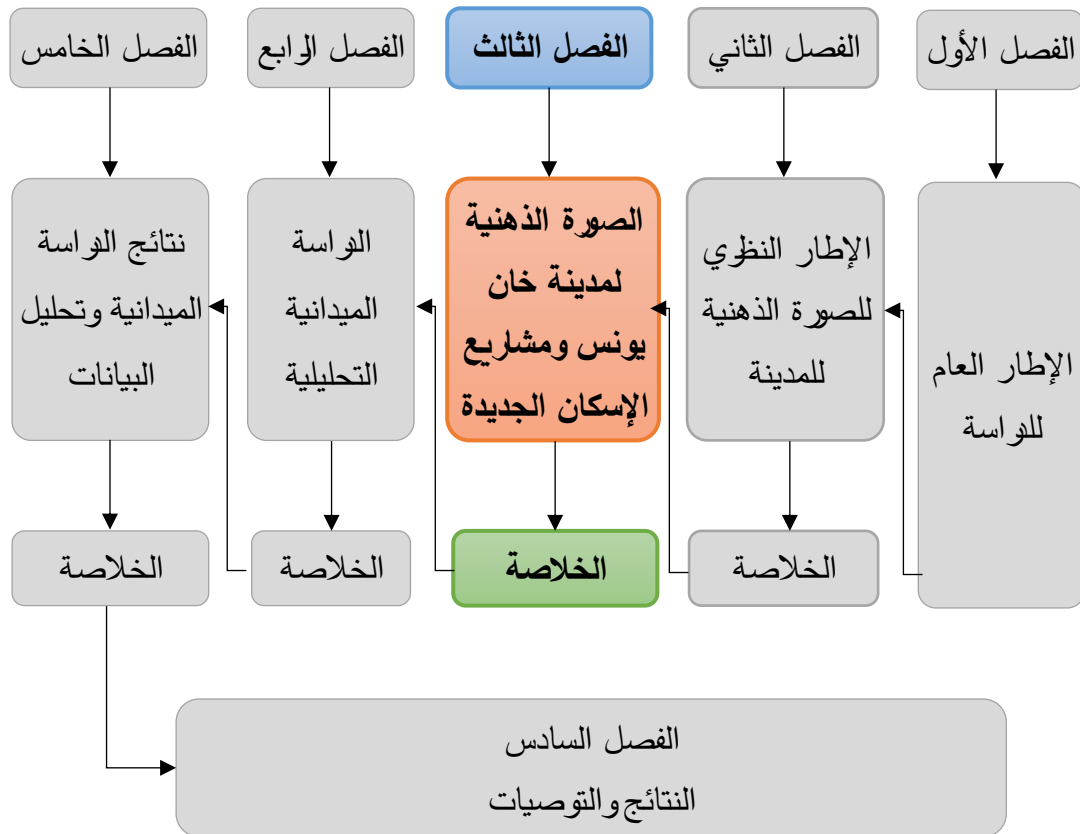 الفصل الأول
الإطار العام
للدراسة
الفصل الثاني
الإطار النظري
للصورة الذهنية
للمدينة
الخلاصة
الفصل الثالث
الصورة الذهنية
لمدينة خان
يونس ومشاريع
الإسكان الجديدة
الخلاصة
الفصل الرابع
الدراسة
الميدانية
التحليلية
الخلاصة
الفصل الخامس
نتائج الدراسة
الميدانية وتحليل
البيانات
الخلاصة
الفصل السادس
النتائج والتوصيات